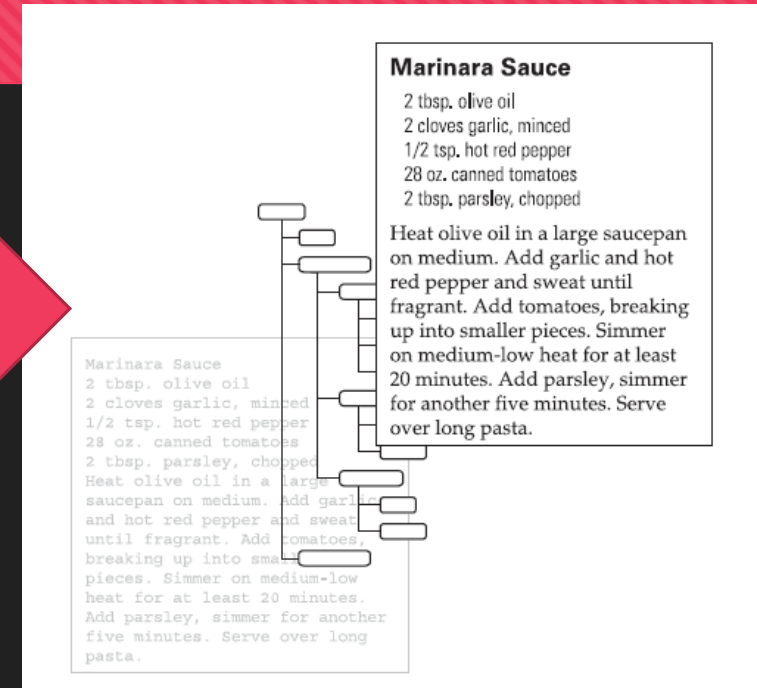 Marinara Sauce
2 tbsp. olive oil
2 cloves garlic, minced
1/2 tsp. hot red pepper
28 oz. canned tomatoes
2 tbsp. parsley, chopped
Heat olive oil in a large saucepan
on medium. Add garlic and hot
red pepper and sweat until
fragrant. Add tomatoes, breaking
up into smaller pieces. Simmer
on medium-low heat for at least
20 minutes. Add parsley, simmer
for another five minutes. Serve
over long pasta.
Marinara Sauce
2 tbsp. olive oil
2 cloves garlic, minced
1/2 tsp. hot red pepper
28 oz. canned tomatoes
2 tbsp. parsley, chopped
Heat olive oil in a large
saucepan on medium. Add garlic
and hot red pepper and sweat
until fragrant. Add tomatoes,
breaking up into
pieces. Simmer on medium-low
heat for at least 20 minutes.
Add parsley, simmer for another
five minutes. Serve over long
pasta.